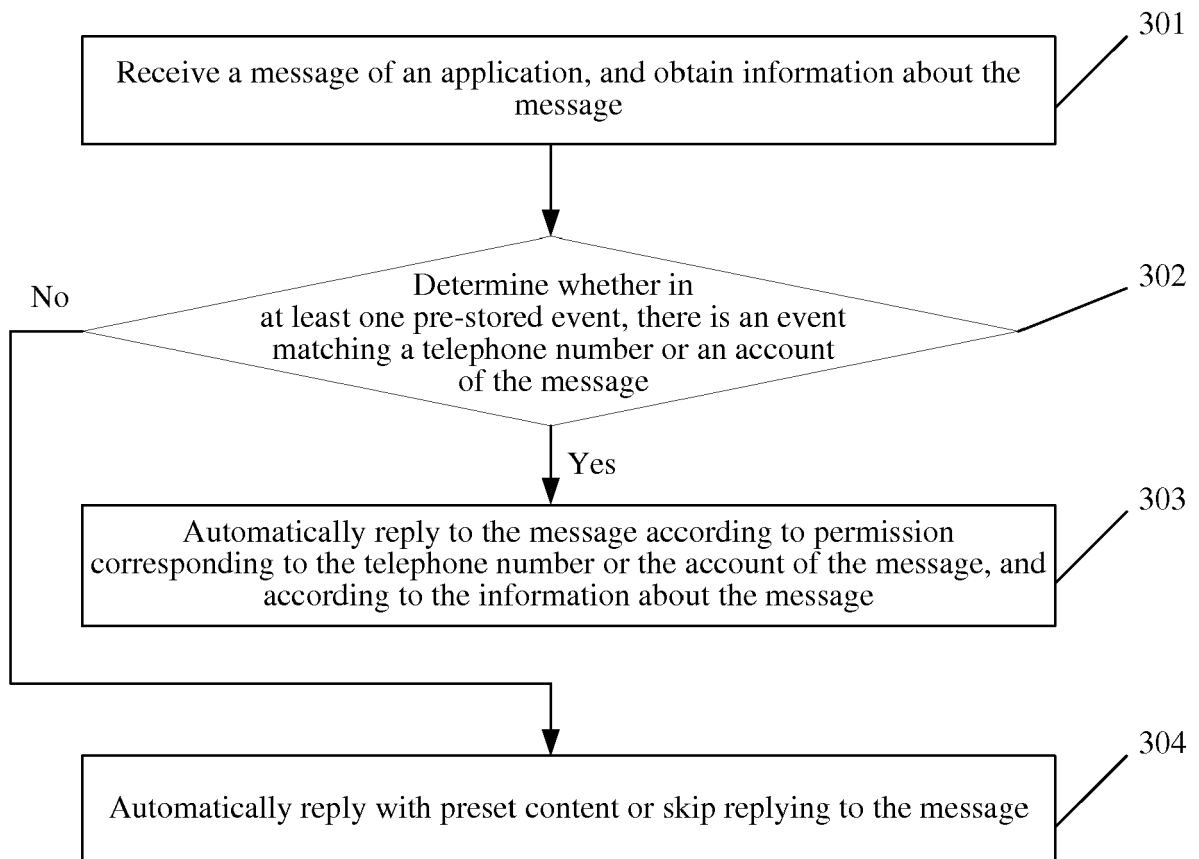 301
Receive a message of an application, and obtain information about the
message
302
No
Determine whether in
at least one pre-stored event, there is an event
matching a telephone number or an account
of the message
Yes
303
Automatically reply to the message according to permission
corresponding to the telephone number or the account of the message, and
according to the information about the message
304
Automatically reply with preset content or skip replying to the message